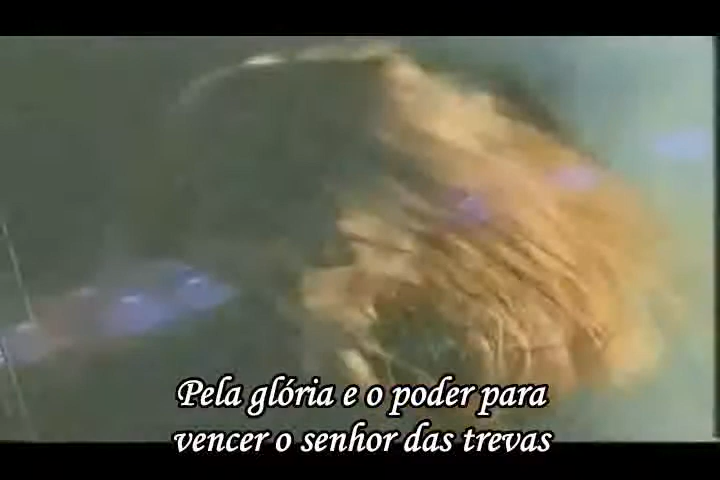 Pela glória e o poder para
vencer o senhor das trevas